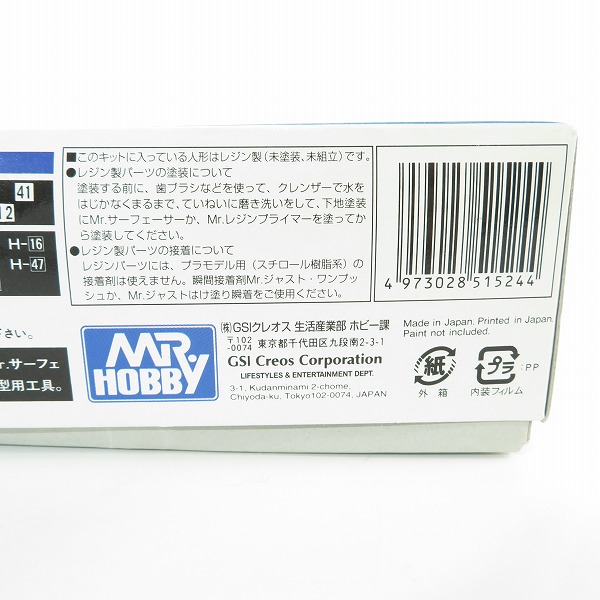 ■このキットに入っている人形はレジン製(未塗装、未組立)です。
●レジン製パーツの塗装について
塗装する前に、歯ブラシなどを使って、クレンザーで水を
はじかなくまるまで、ていねいに磨き洗いをして、下地塗装
にMr.サーフェーサーか、Mr.レジンプライマーを塗ってから
塗装してください。
●レジン製パーツの接着について
レジンパーツには、プラモデル用(スチロール樹脂系)の
接着剤は使えません。瞬間接着剤Mr.ジャスト・ワンプッ
シュか、Mr.ジャストはけ塗り瞬着をご使用ください。
4 973028 515244
41
12
H-16
H-47
ださい。
r.サーフェ
型用工具。
MR.
HOBBY
㈱GSIクレオス 生活産業部 ホビー課
〒102-0074 東京都千代田区九段南2-3-1
GSI Creos Corporation
LIFESTYLES & ENTERTAINMENT DEPT.
3-1, Kudanminami 2-chome,
Chiyoda-ku, Tokyo102-0074, JAPAN
Made in Japan. Printed in Japan.
Paint not included.
紙
外箱
プラ
:PP
内装フィルム